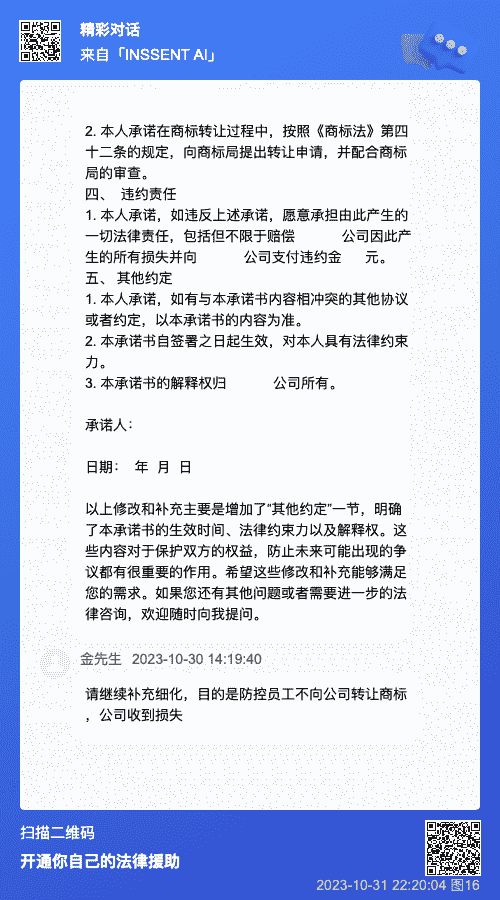 精彩对话
来自「INSSENT AI」
2. 本人承诺在商标转让过程中，按照《商标法》第四
十二条的规定，向商标局提出转让申请，并配合商标
局的审查。
四、 违约责任
1. 本人承诺，如违反上述承诺，愿意承担由此产生的
一切法律责任，包括但不限于赔偿 公司因此产
生的所有损失并向 公司支付违约金 元。
五、其他约定
1. 本人承诺，如有与本承诺书内容相冲突的其他协议
或者约定，以本承诺书的内容为准。
2. 本承诺书自签署之日起生效，对本人具有法律约束
力。
3. 本承诺书的解释权归 公司所有。
承诺人：
日期： 年 月 日
以上修改和补充主要是增加了"其他约定"一节，明确
了本承诺书的生效时间、法律约束力以及解释权。这
些内容对于保护双方的权益，防止未来可能出现的争
议都有很重要的作用。希望这些修改和补充能够满足
您的需求。如果您还有其他问题或者需要进一步的法
律咨询，欢迎随时向我提问。
金先生 2023-10-30 14:19:40
请继续补充细化，目的是防控员工不向公司转让商标
，公司收到损失
扫描二维码
开通你自己的法律援助
2023-10-31 22:20:04 图16